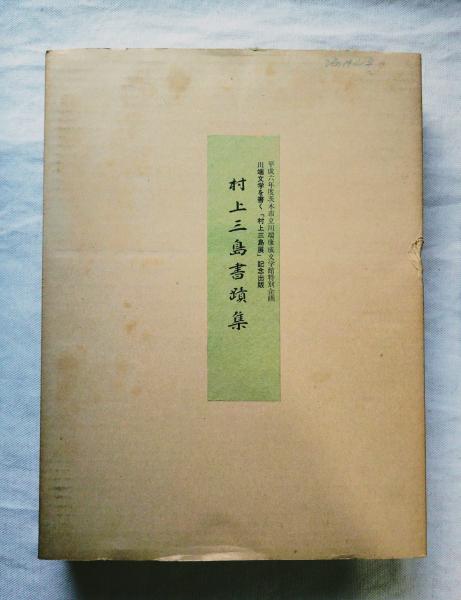 平成六年度茨木市立川端康成文学館特別企画
川端文学を書く「村上三島展」記念出版
村上三島書蹟集